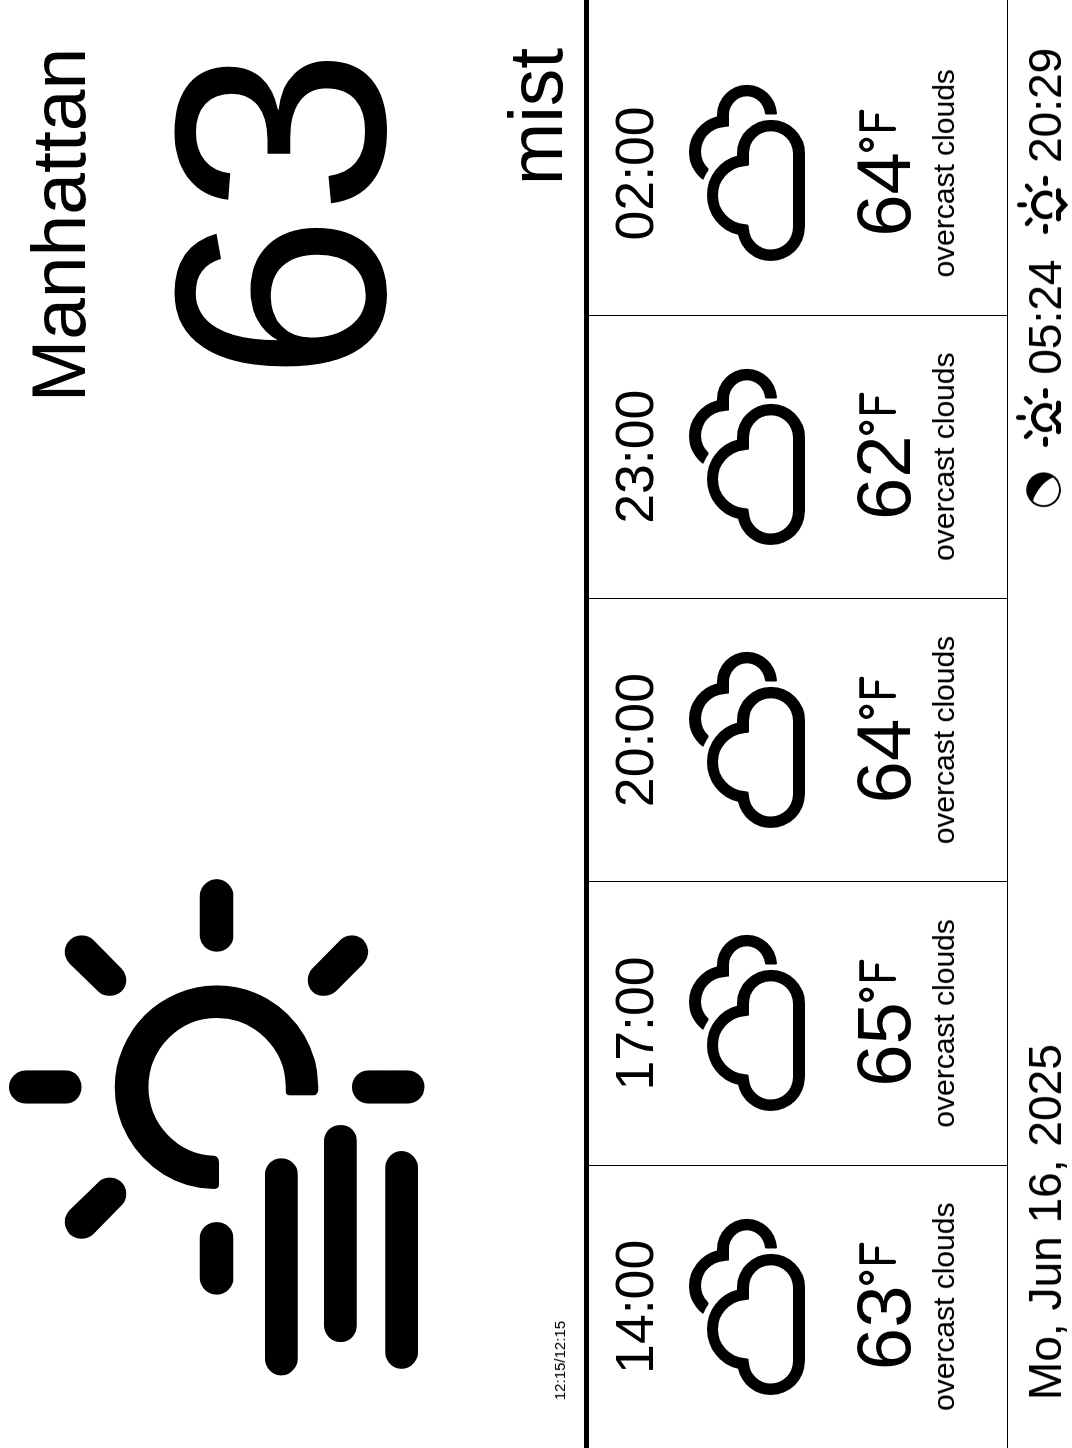 Manhattan
63
mist
12:15/12:15
14:00
63°F
overcast clouds
17:00
65°F
overcast clouds
20:00
64°F
overcast clouds
23:00
62°F
overcast clouds
02:00
64°F
overcast clouds
Mo, Jun 16, 2025
05:24 20:29